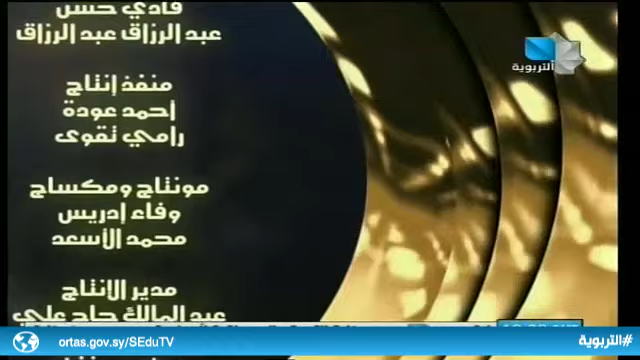 فادي حسن
عبد الرزاق عبد الرزاق
منفذ إنتاج
أحمد عودة
رامي تقوى
مونتاج ومكساج
وفاء إدريس
محمد الأسعد
مدير الانتاج
عبد المالك حاج علي
التربوية
ortas.gov.sy/SEduTV
#التربوية